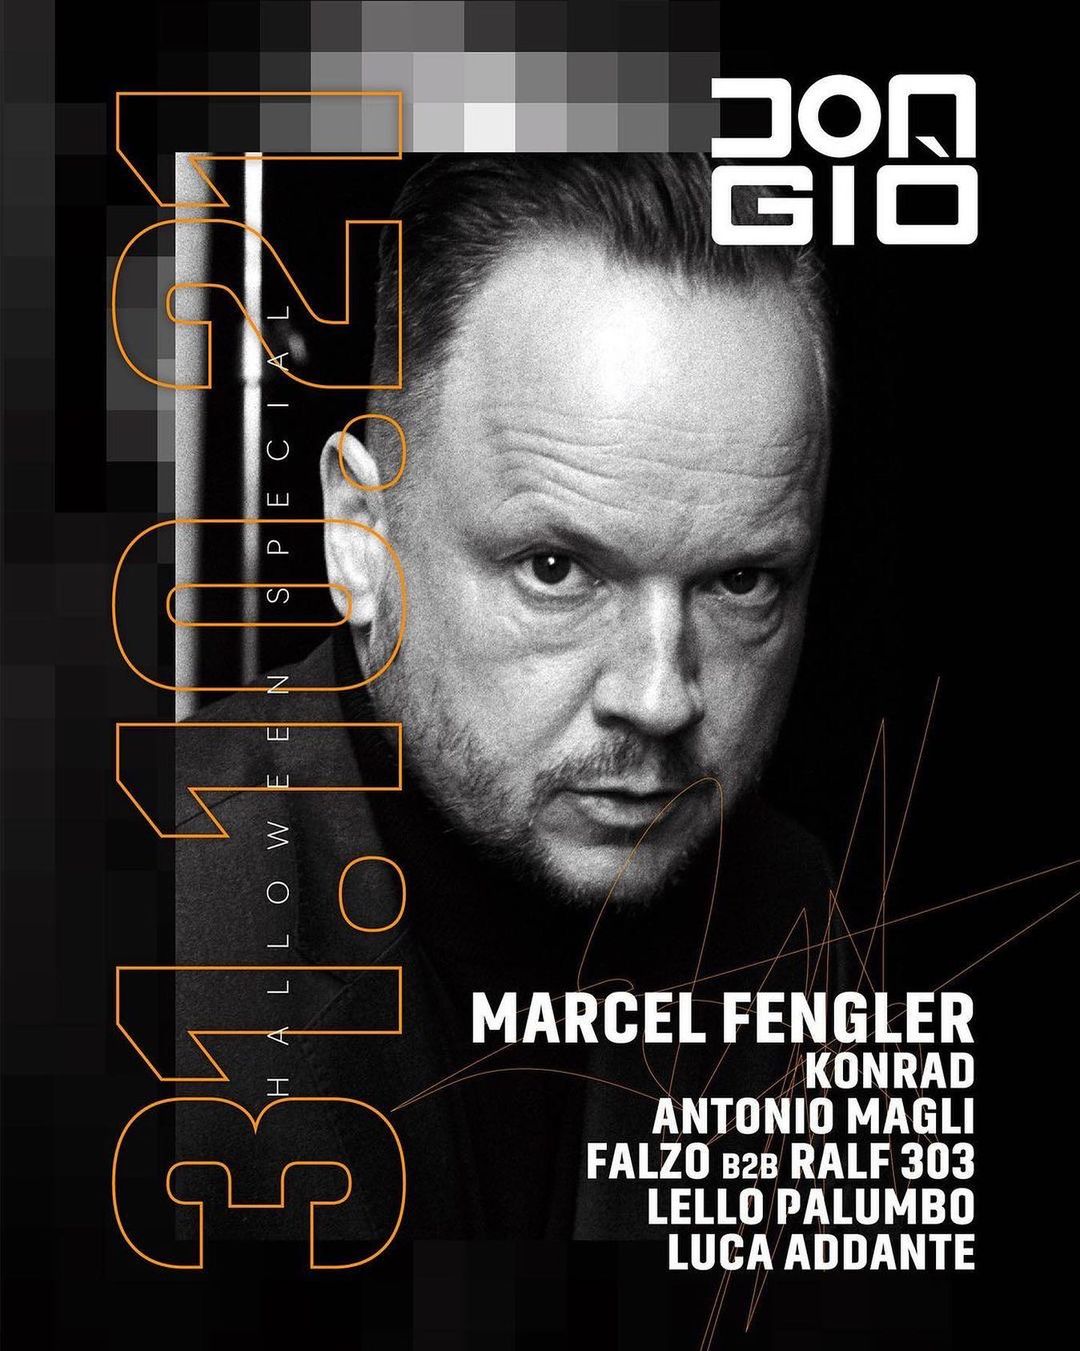 DON
GIÒ
31.10.21
HALLOWEEN SPECIAL
MARCEL FENGLER
KONRAD
ANTONIO MAGLI
FALZO B2B RALF 303
LELLO PALUMBO
LUCA ADDANTE